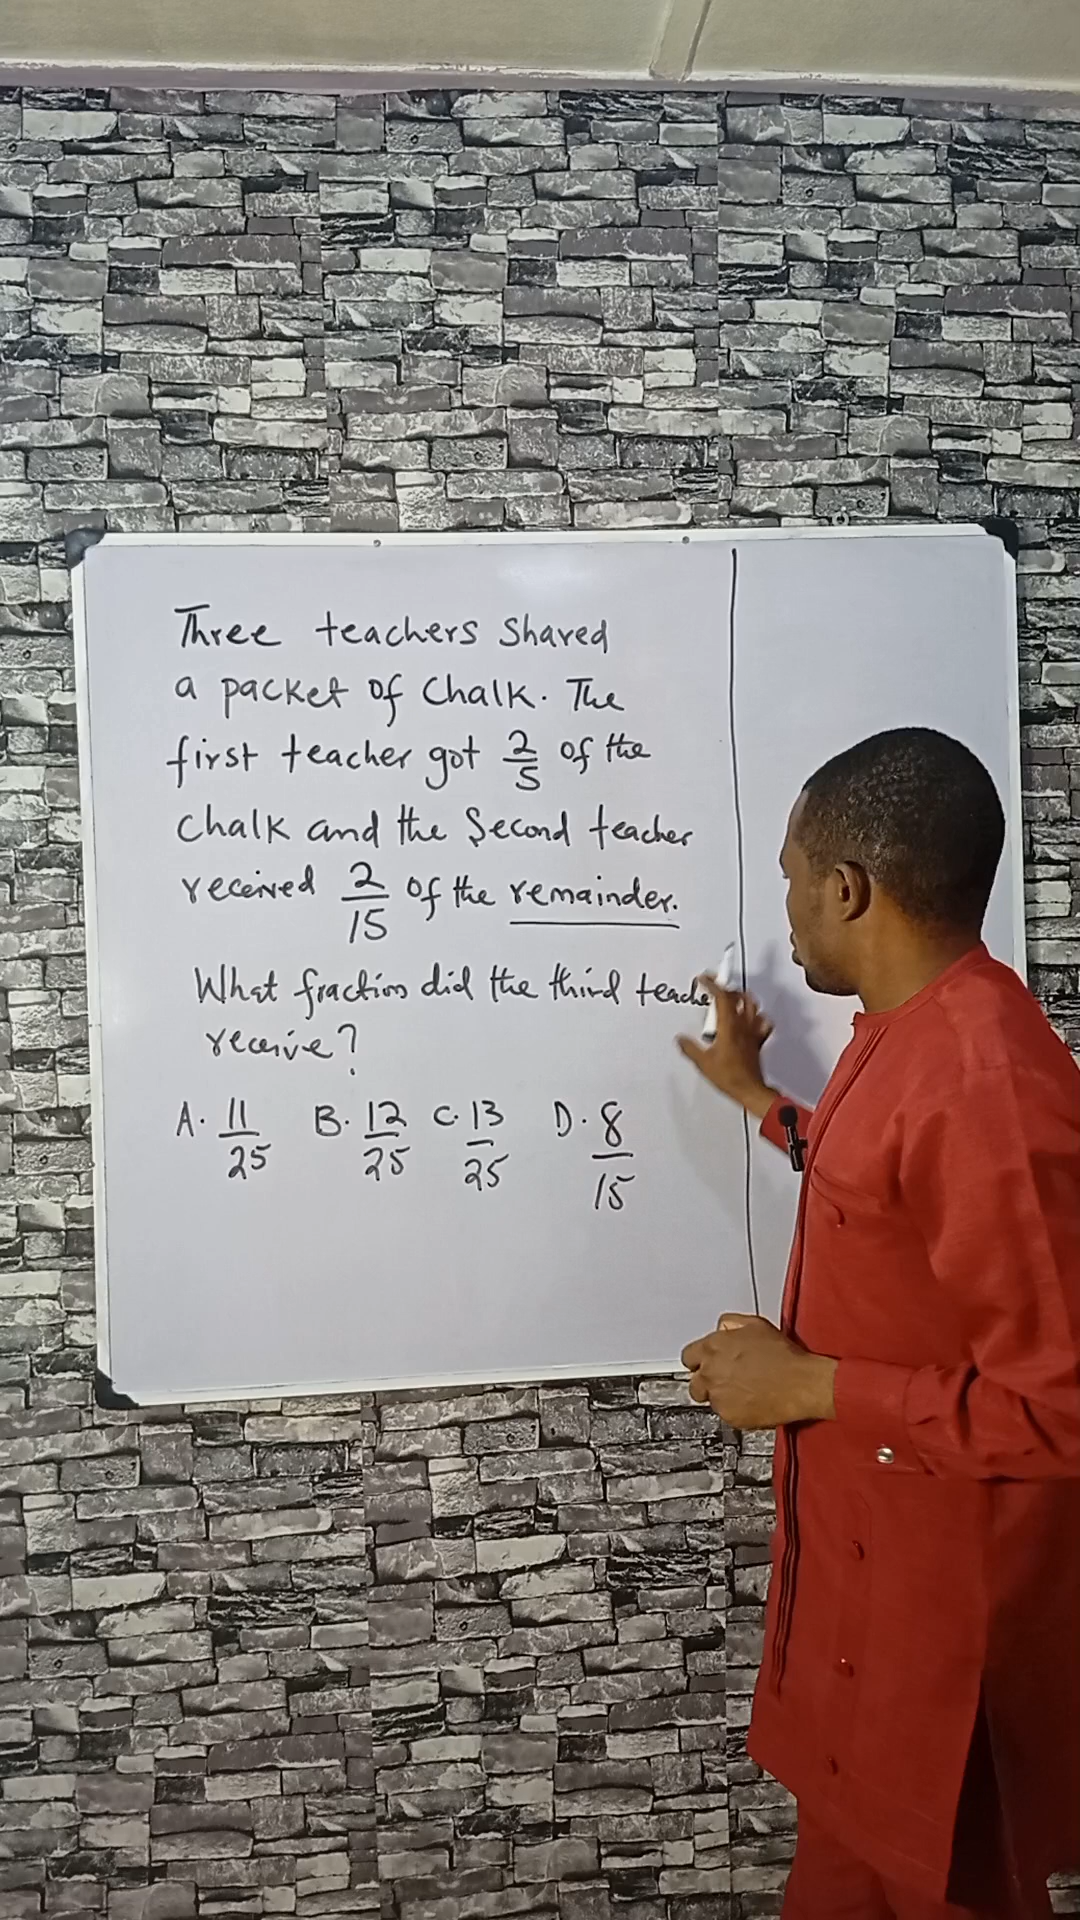 Three teachers shared
a packet of chalk. The
first teacher got 2/5 of the
chalk and the second teacher
received 2/15 of the remainder.
What fraction did the third teache
receive?
A. 11/25 B. 12/25 C. 13/25 D. 8/15